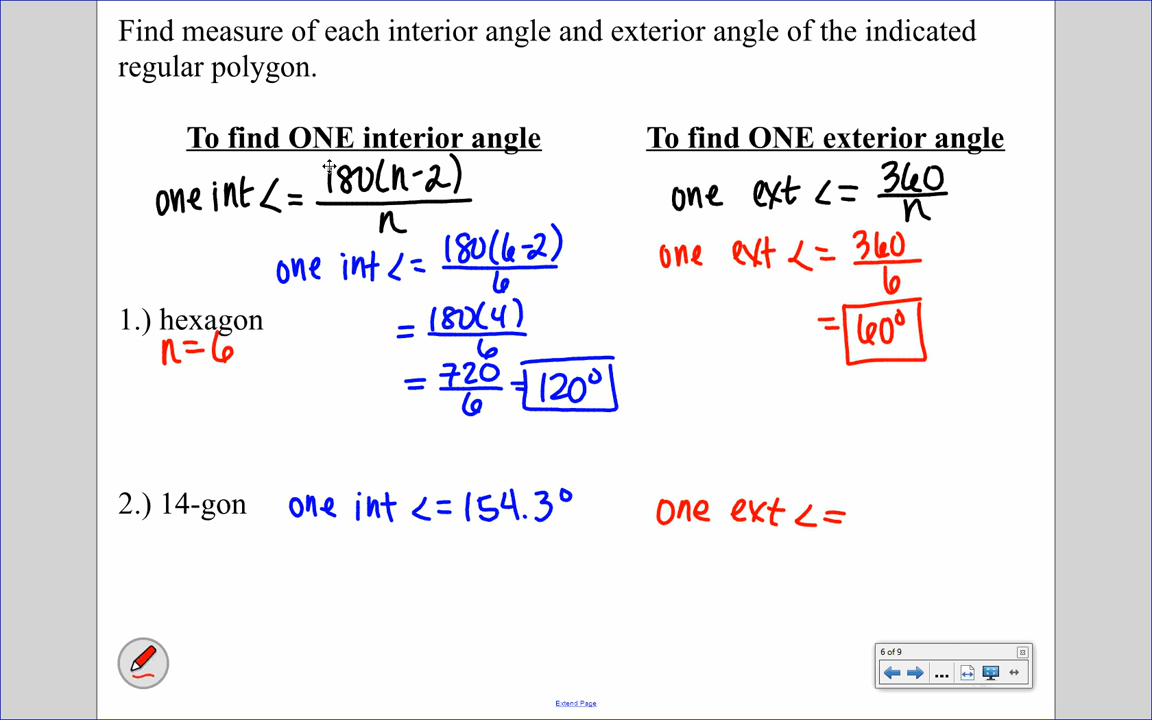 Find measure of each interior angle and exterior angle of the indicated
regular polygon.
To find ONE interior angle
one int < = 180(n-2)/n
one int < = 180(6-2)/6
1.) hexagon
n = 6
= 180(4)/6
= 720/6 = 120°
To find ONE exterior angle
one ext < = 360/n
one ext < = 360/6
= 60°
2.) 14-gon one int < = 154.3° one ext < =
6 of 9
...
Extend Page